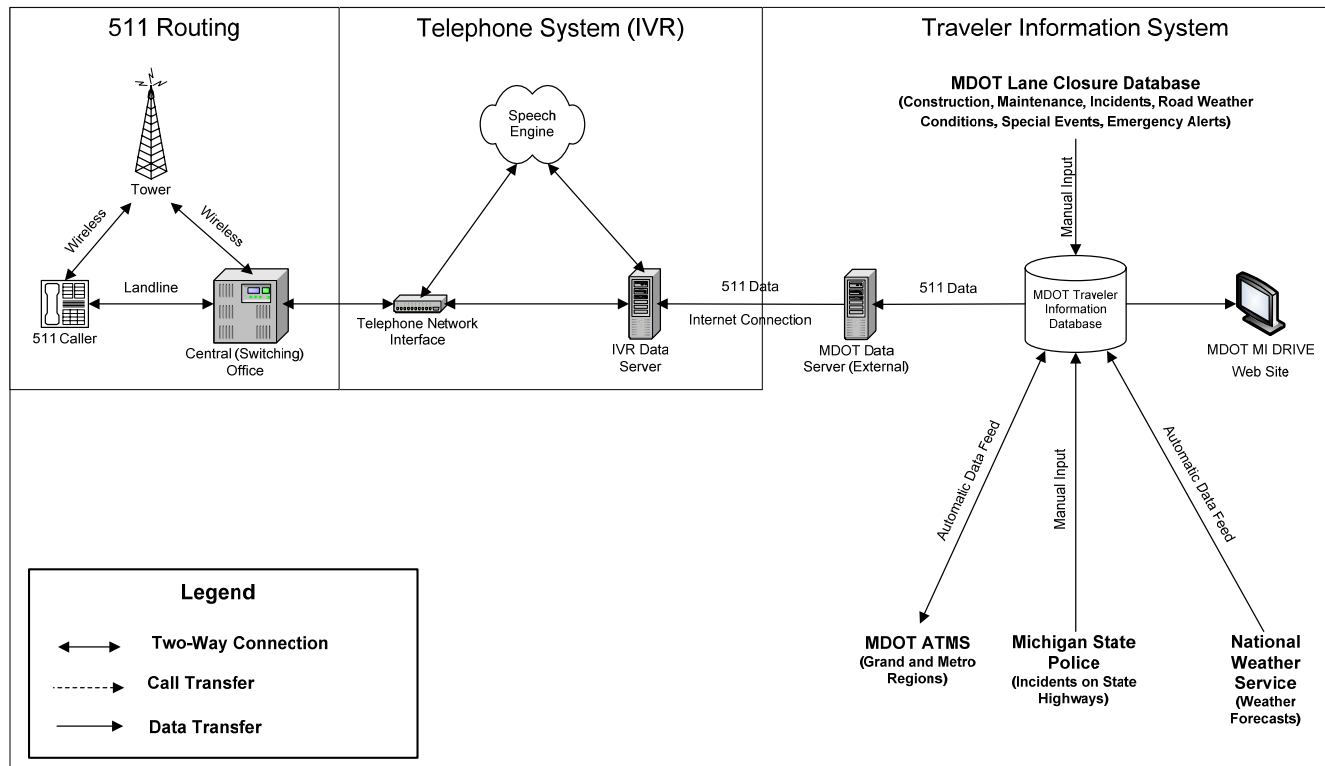 511 Routing
Tower
Wireless
Wireless
Landline
511 Caller
Central (Switching)
Office
Telephone System (IVR)
Speech
Engine
Telephone Network
Interface
IVR Data
Server
Traveler Information System
MDOT Lane Closure Database
(Construction, Maintenance, Incidents, Road Weather
Conditions, Special Events, Emergency Alerts)
Manual Input
511 Data
Internet Connection
MDOT Data
Server (External)
511 Data
MDOT Traveler
Information
Database
MDOT MI DRIVE
Web Site
Automatic Data Feed
Manual Input
Automatic Data Feed
MDOT ATMS
(Grand and Metro
Regions)
Michigan State
Police
(Incidents on State
Highways)
National
Weather
Service
(Weather
Forecasts)
Legend
Two-Way Connection
Call Transfer
Data Transfer